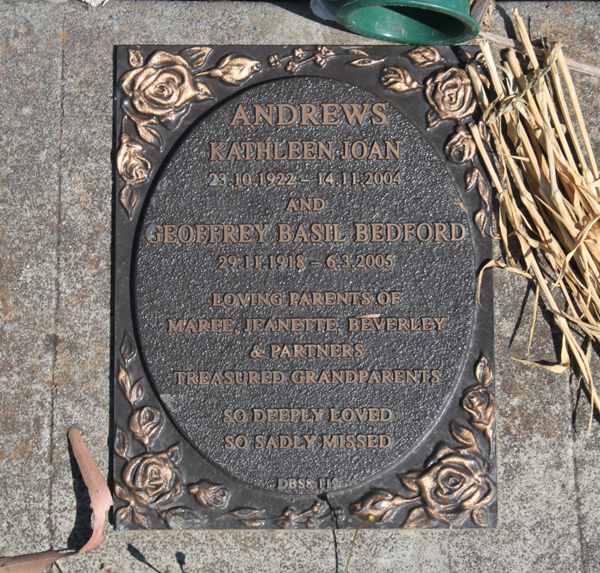 ANDREWS
KATHLEEN JOAN
23.10.1922 – 14.11.2004
AND
GEOFFREY BASIL BEDFORD
29.11.1918 – 6.3.2005
LOVING PARENTS OF
MAREE, JEANETTE, BEVERLEY
& PARTNERS
TREASURED GRANDPARENTS
SO DEEPLY LOVED
SO SADLY MISSED